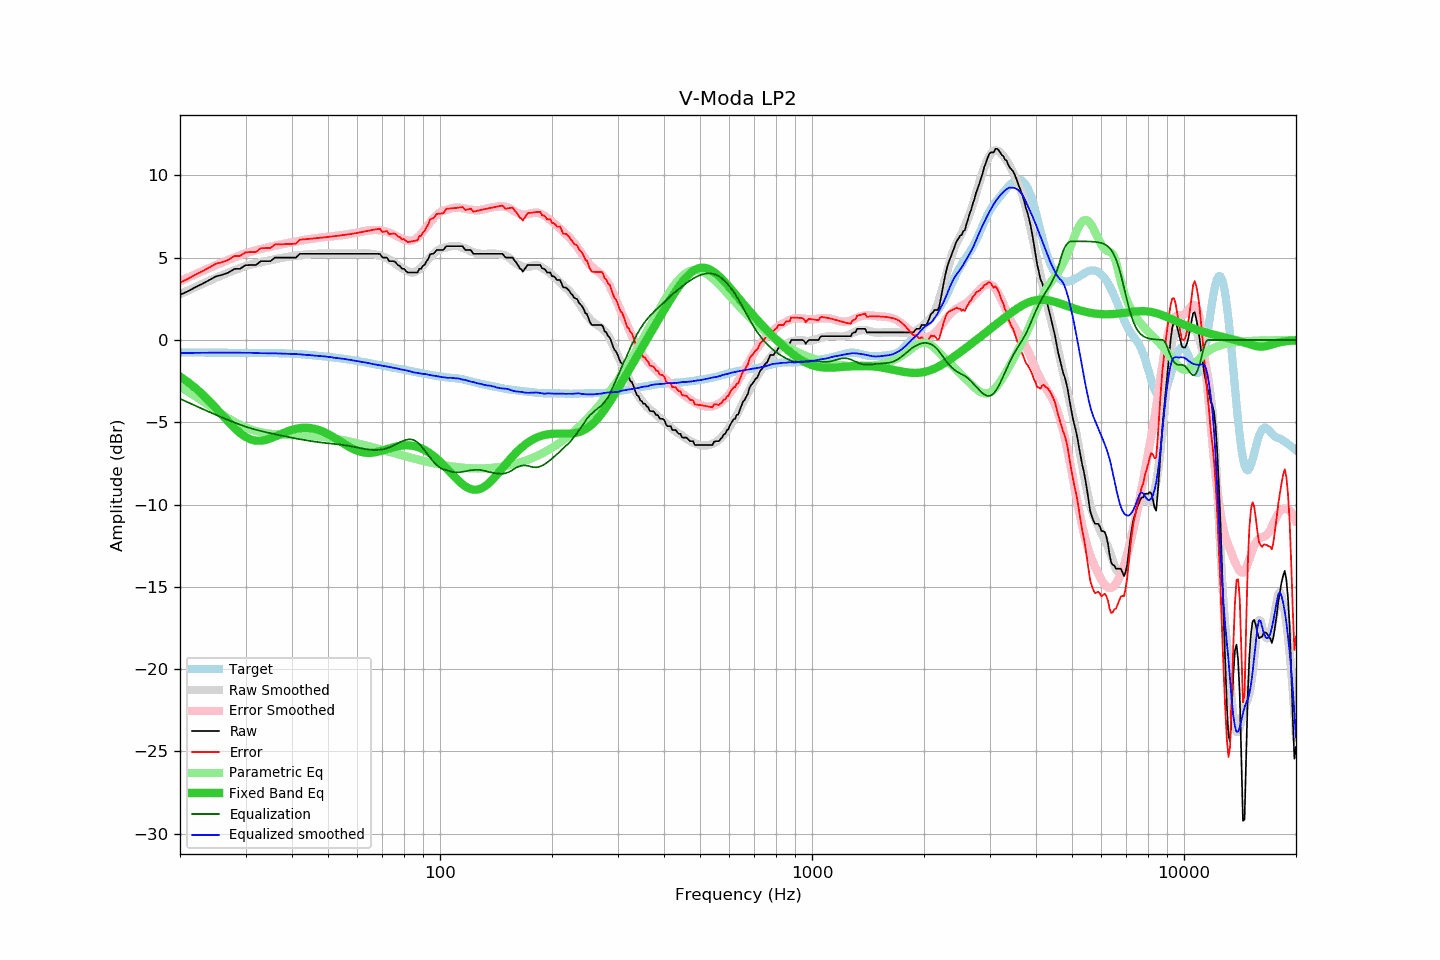 V-Moda LP2
10
5
0
−5
−10
−15
−20
−25
−30
Amplitude (dBr)
Target
Raw Smoothed
Error Smoothed
Raw
Error
Parametric Eq
Fixed Band Eq
Equalization
Equalized smoothed
100
1000
10000
Frequency (Hz)